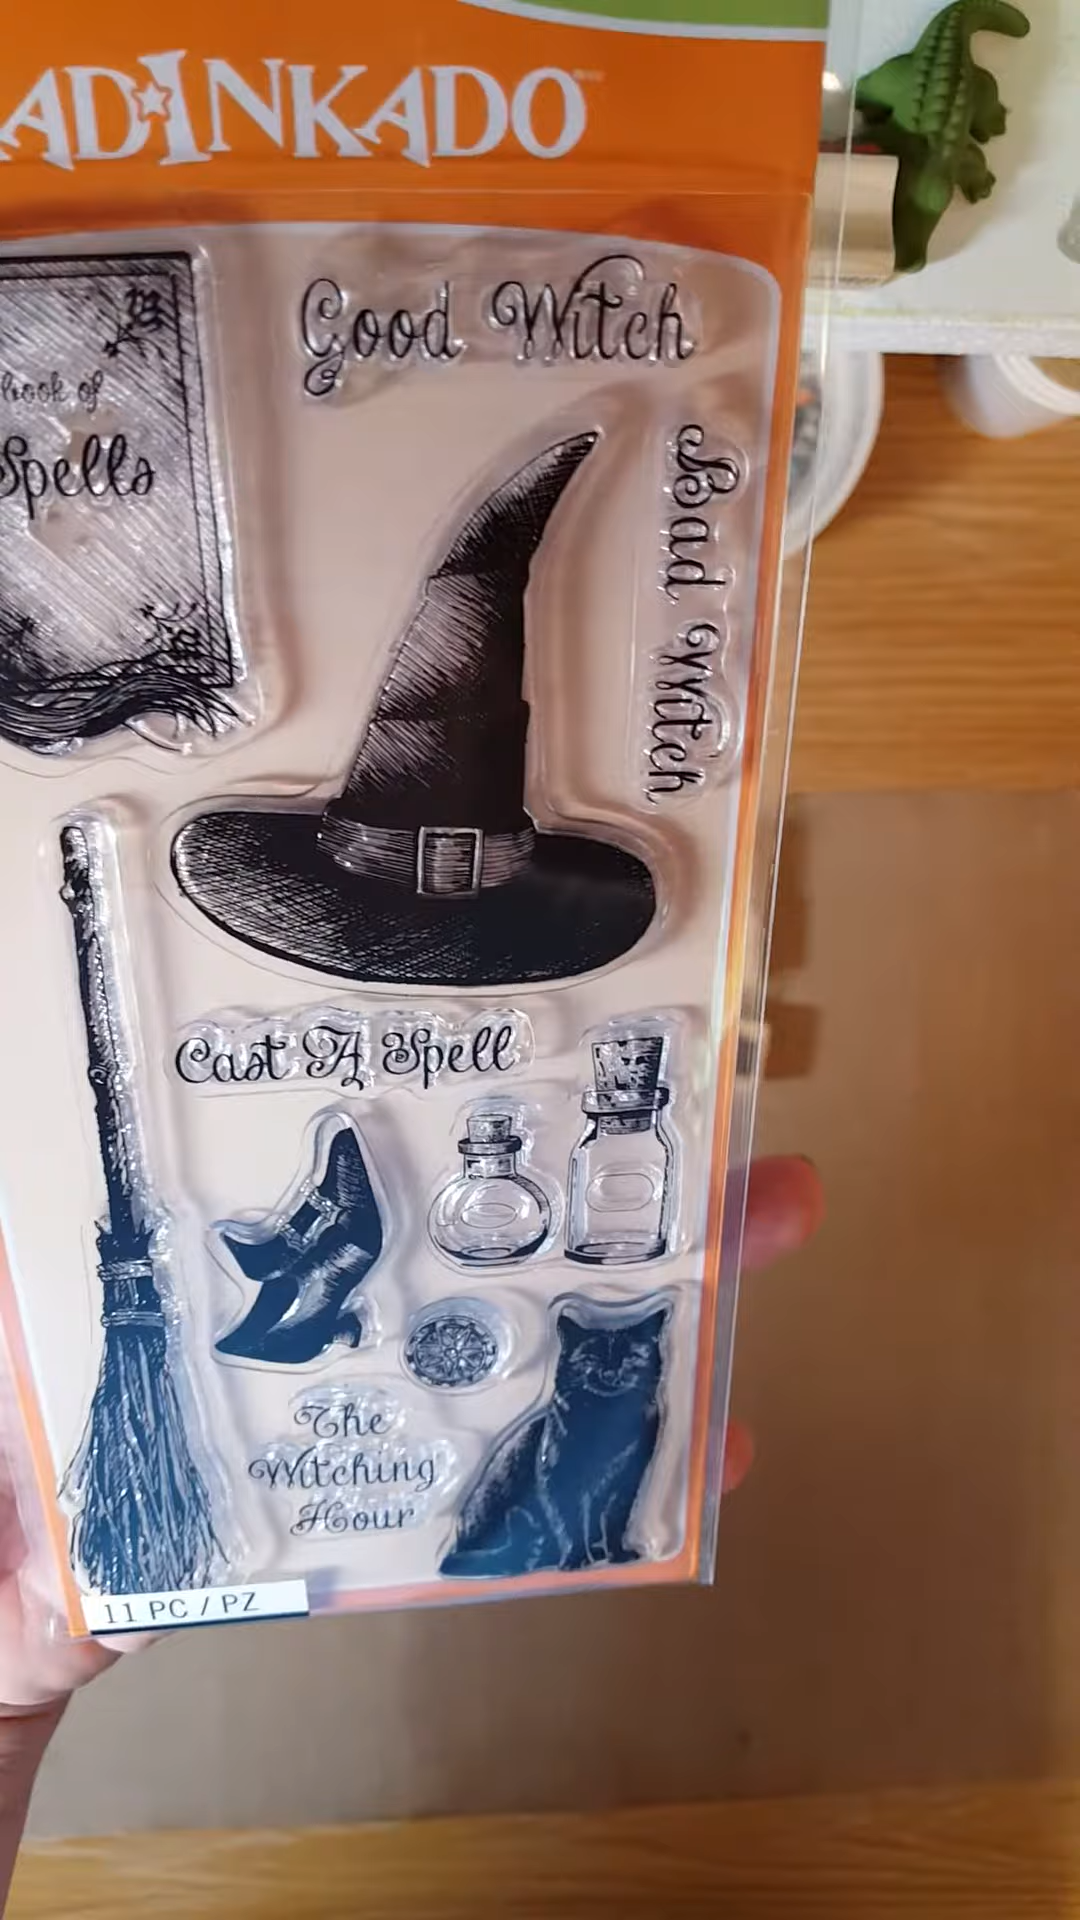 ADINKADO
Good Witch
book of
Spells
Bad Witch
Cast A Spell
The
Witching
Hour
11 PC / PZ